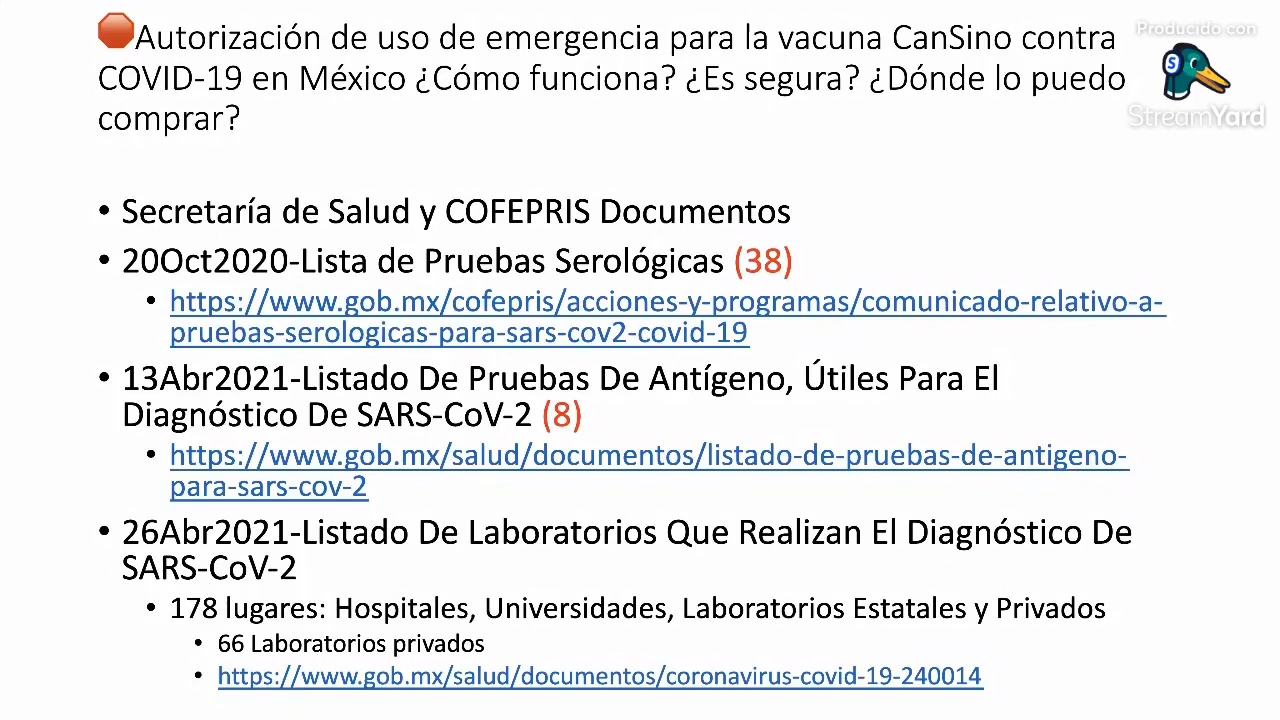 Autorización de uso de emergencia para la vacuna CanSino contra
COVID-19 en México ¿Cómo funciona? ¿Es segura? ¿Dónde lo puedo
comprar?
Producido con
S
StreamYard
• Secretaría de Salud y COFEPRIS Documentos
• 20Oct2020-Lista de Pruebas Serológicas (38)
• https://www.gob.mx/cofepris/acciones-y-programas/comunicado-relativo-a-
pruebas-serologicas-para-sars-cov2-covid-19
• 13Abr2021-Listado De Pruebas De Antígeno, Útiles Para El
Diagnóstico De SARS-CoV-2 (8)
• https://www.gob.mx/salud/documentos/listado-de-pruebas-de-antigeno-
para-sars-cov-2
• 26Abr2021-Listado De Laboratorios Que Realizan El Diagnóstico De
SARS-CoV-2
• 178 lugares: Hospitales, Universidades, Laboratorios Estatales y Privados
• 66 Laboratorios privados
• https://www.gob.mx/salud/documentos/coronavirus-covid-19-240014